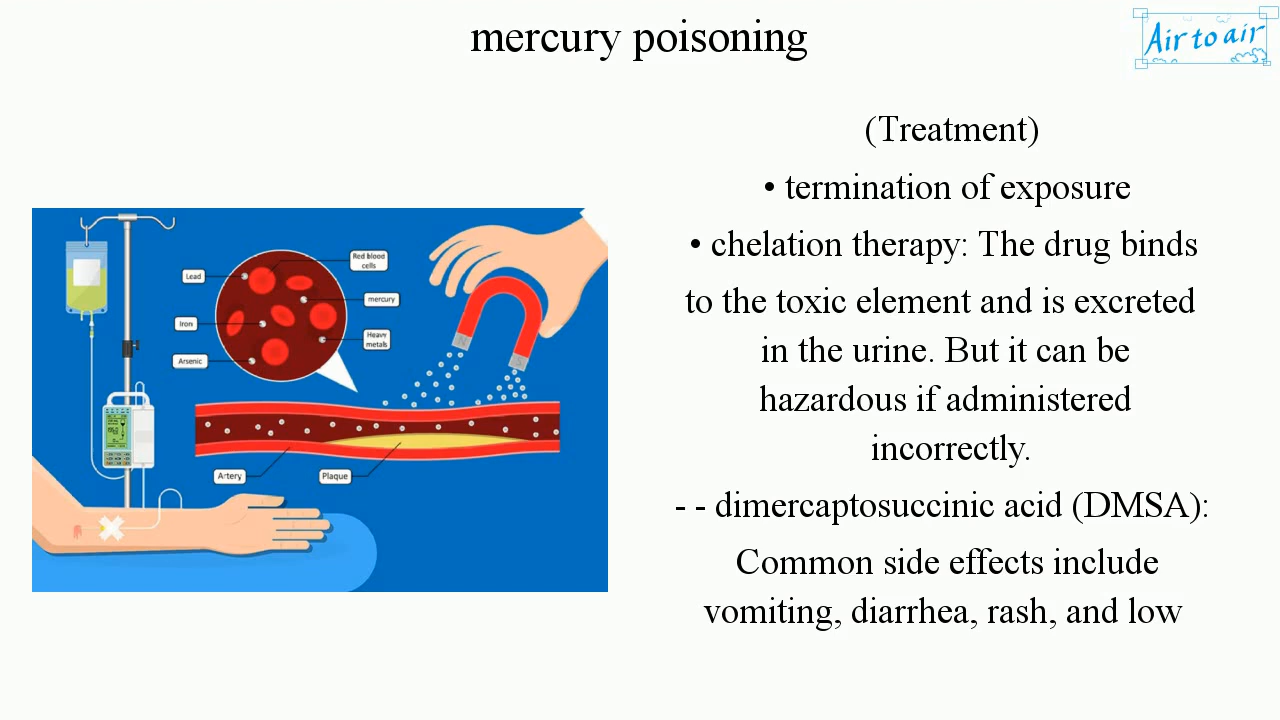 mercury poisoning
Air to air
(Treatment)
• termination of exposure
• chelation therapy: The drug binds
to the toxic element and is excreted
in the urine. But it can be
hazardous if administered
incorrectly.
- - dimercaptosuccinic acid (DMSA):
Common side effects include
vomiting, diarrhea, rash, and low
Lead
Red blood
cells
mercury
Iron
Heavy
metals
Arsenic
N
S
Artery
Plaque